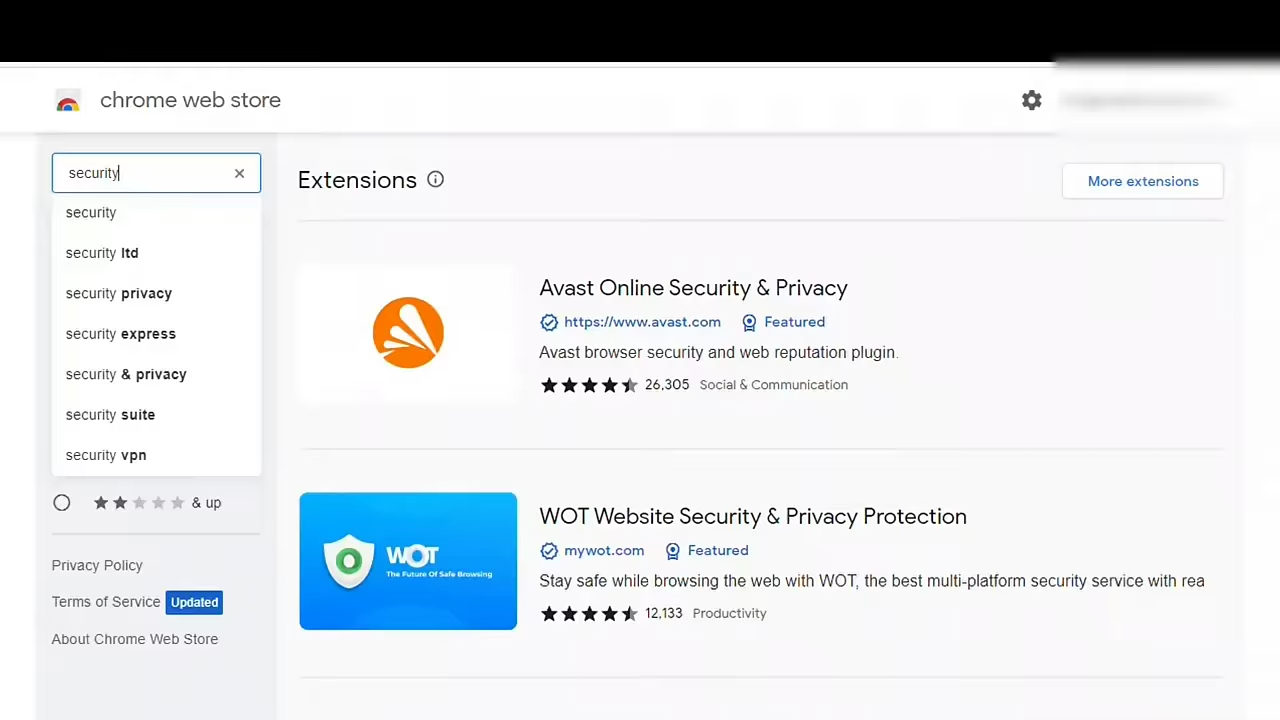 chrome web store
security
security
security ltd
security privacy
security express
security & privacy
security suite
security vpn
& up
Privacy Policy
Terms of Service Updated
About Chrome Web Store
Extensions
More extensions
Avast Online Security & Privacy
https://www.avast.com Featured
Avast browser security and web reputation plugin.
26,305 Social & Communication
WOT
The Future Of Safe Browsing
WOT Website Security & Privacy Protection
mywot.com Featured
Stay safe while browsing the web with WOT, the best multi-platform security service with rea
12,133 Productivity